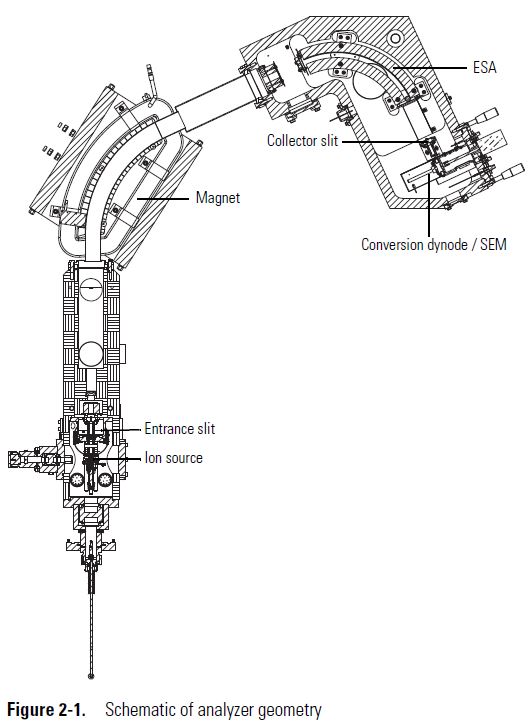 ESA
Collector slit
Magnet
Conversion dynode / SEM
Entrance slit
Ion source
Figure 2-1. Schematic of analyzer geometry